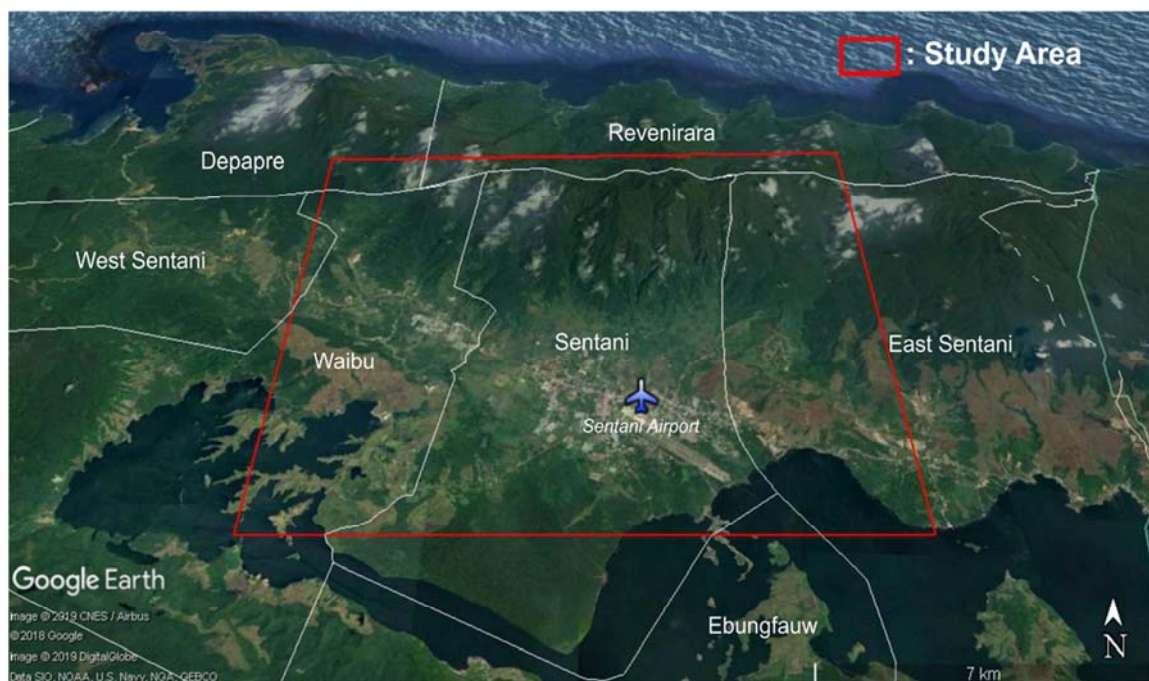 : Study Area
Revenirara
Depapre
West Sentani
Sentani
East Sentani
Waibu
Sentani Airport
Google Earth
Image © 2019 CNES / Airbus
© 2018 Google
Image © 2019 DigitalGlobe
Data SIO, NOAA, U.S. Navy, NGA, GEBCO
Ebungfauw
7 km
N